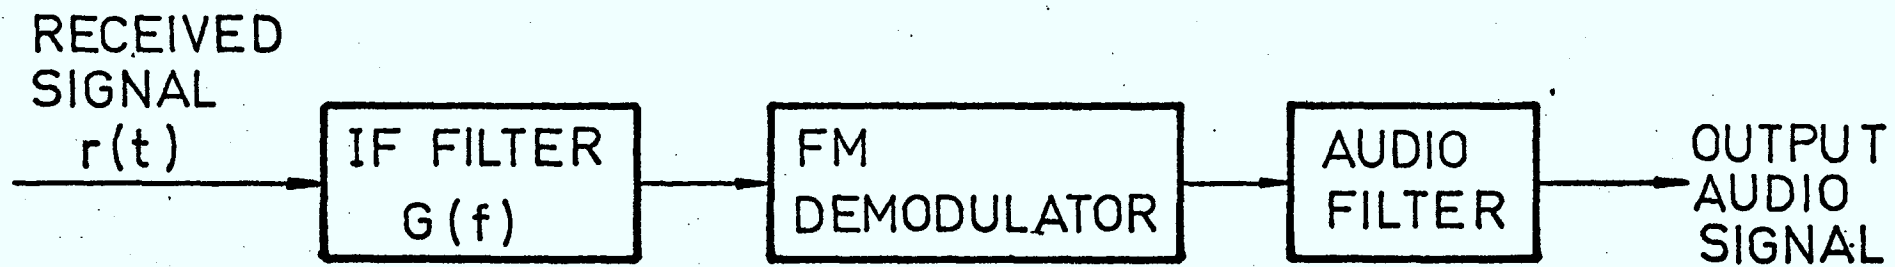 RECEIVED
SIGNAL
r(t)
IF FILTER
G(f)
FM
DEMODULATOR
AUDIO
FILTER
OUTPUT
AUDIO
SIGNAL